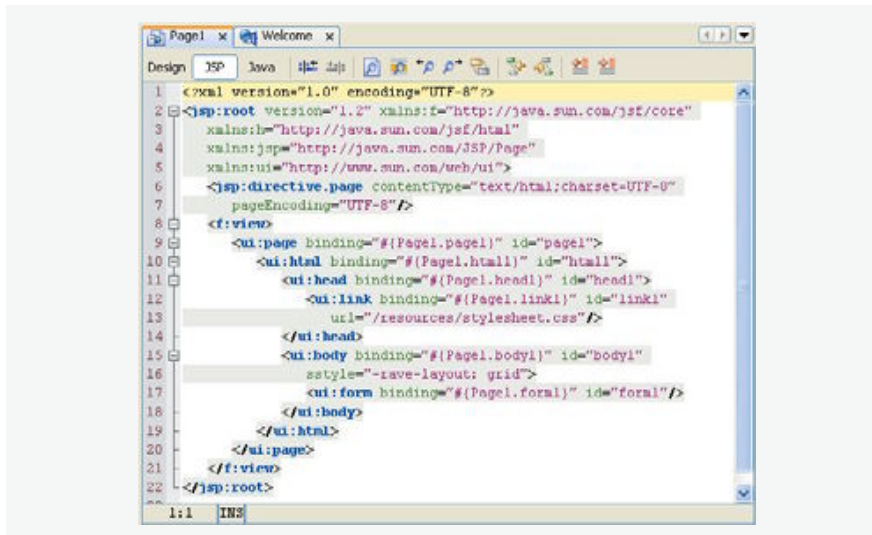 Page1 x Welcome x
Design JSP Java
1 <?xml version="1.0" encoding="UTF-8"?>
2 <jsp:root version="1.2" xmlns:f="http://java.sun.com/jsf/core"
3 xmlns:h="http://java.sun.com/jsf/html"
4 xmlns:jsp="http://java.sun.com/JSP/Page"
5 xmlns:ui="http://www.sun.com/web/ui">
6 <jsp:directive.page contentType="text/html;charset=UTF-8"
7 pageEncoding="UTF-8"/>
8 <f:view>
9 <ui:page binding="#{Page1.page1}" id="page1">
10 <ui:html binding="#{Page1.html1}" id="html1">
11 <ui:head binding="#{Page1.head1}" id="head1">
12 <ui:link binding="#{Page1.link1}" id="link1"
13 url="/resources/stylesheet.css"/>
14 </ui:head>
15 <ui:body binding="#{Page1.body1}" id="body1"
16 sstyle="-rave-layout: grid">
17 <ui:form binding="#{Page1.form1}" id="form1"/>
18 </ui:body>
19 </ui:html>
20 </ui:page>
21 </f:view>
22 </jsp:root>
1:1 INS